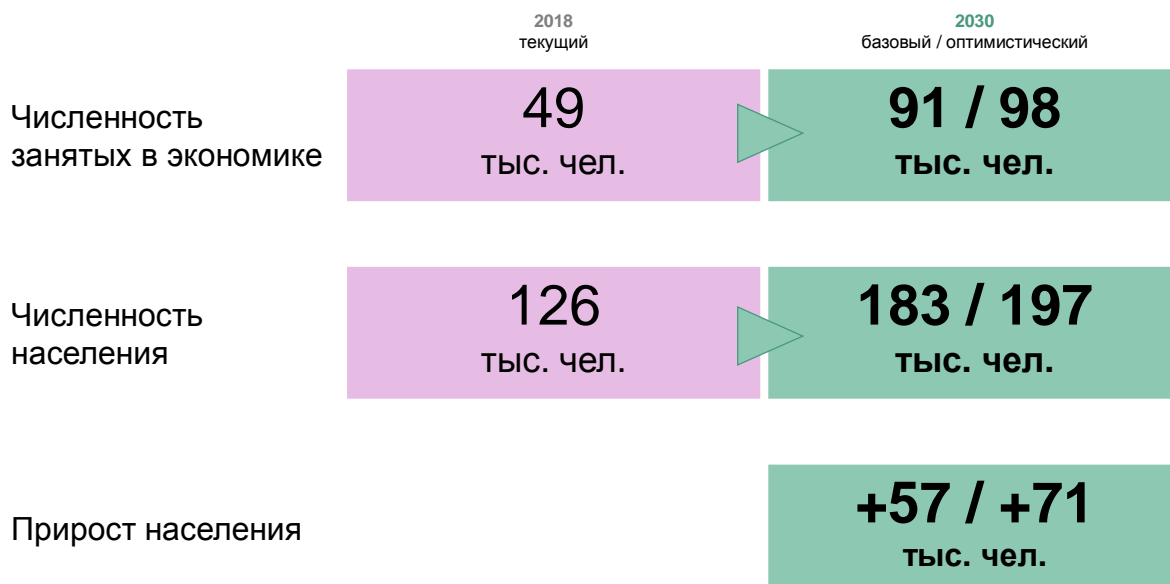 2018
текущий
2030
базовый / оптимистический
Численность
занятых в экономике
49
тыс. чел.
91 / 98
тыс. чел.
Численность
населения
126
тыс. чел.
183 / 197
тыс. чел.
Прирост населения
+57 / +71
тыс. чел.